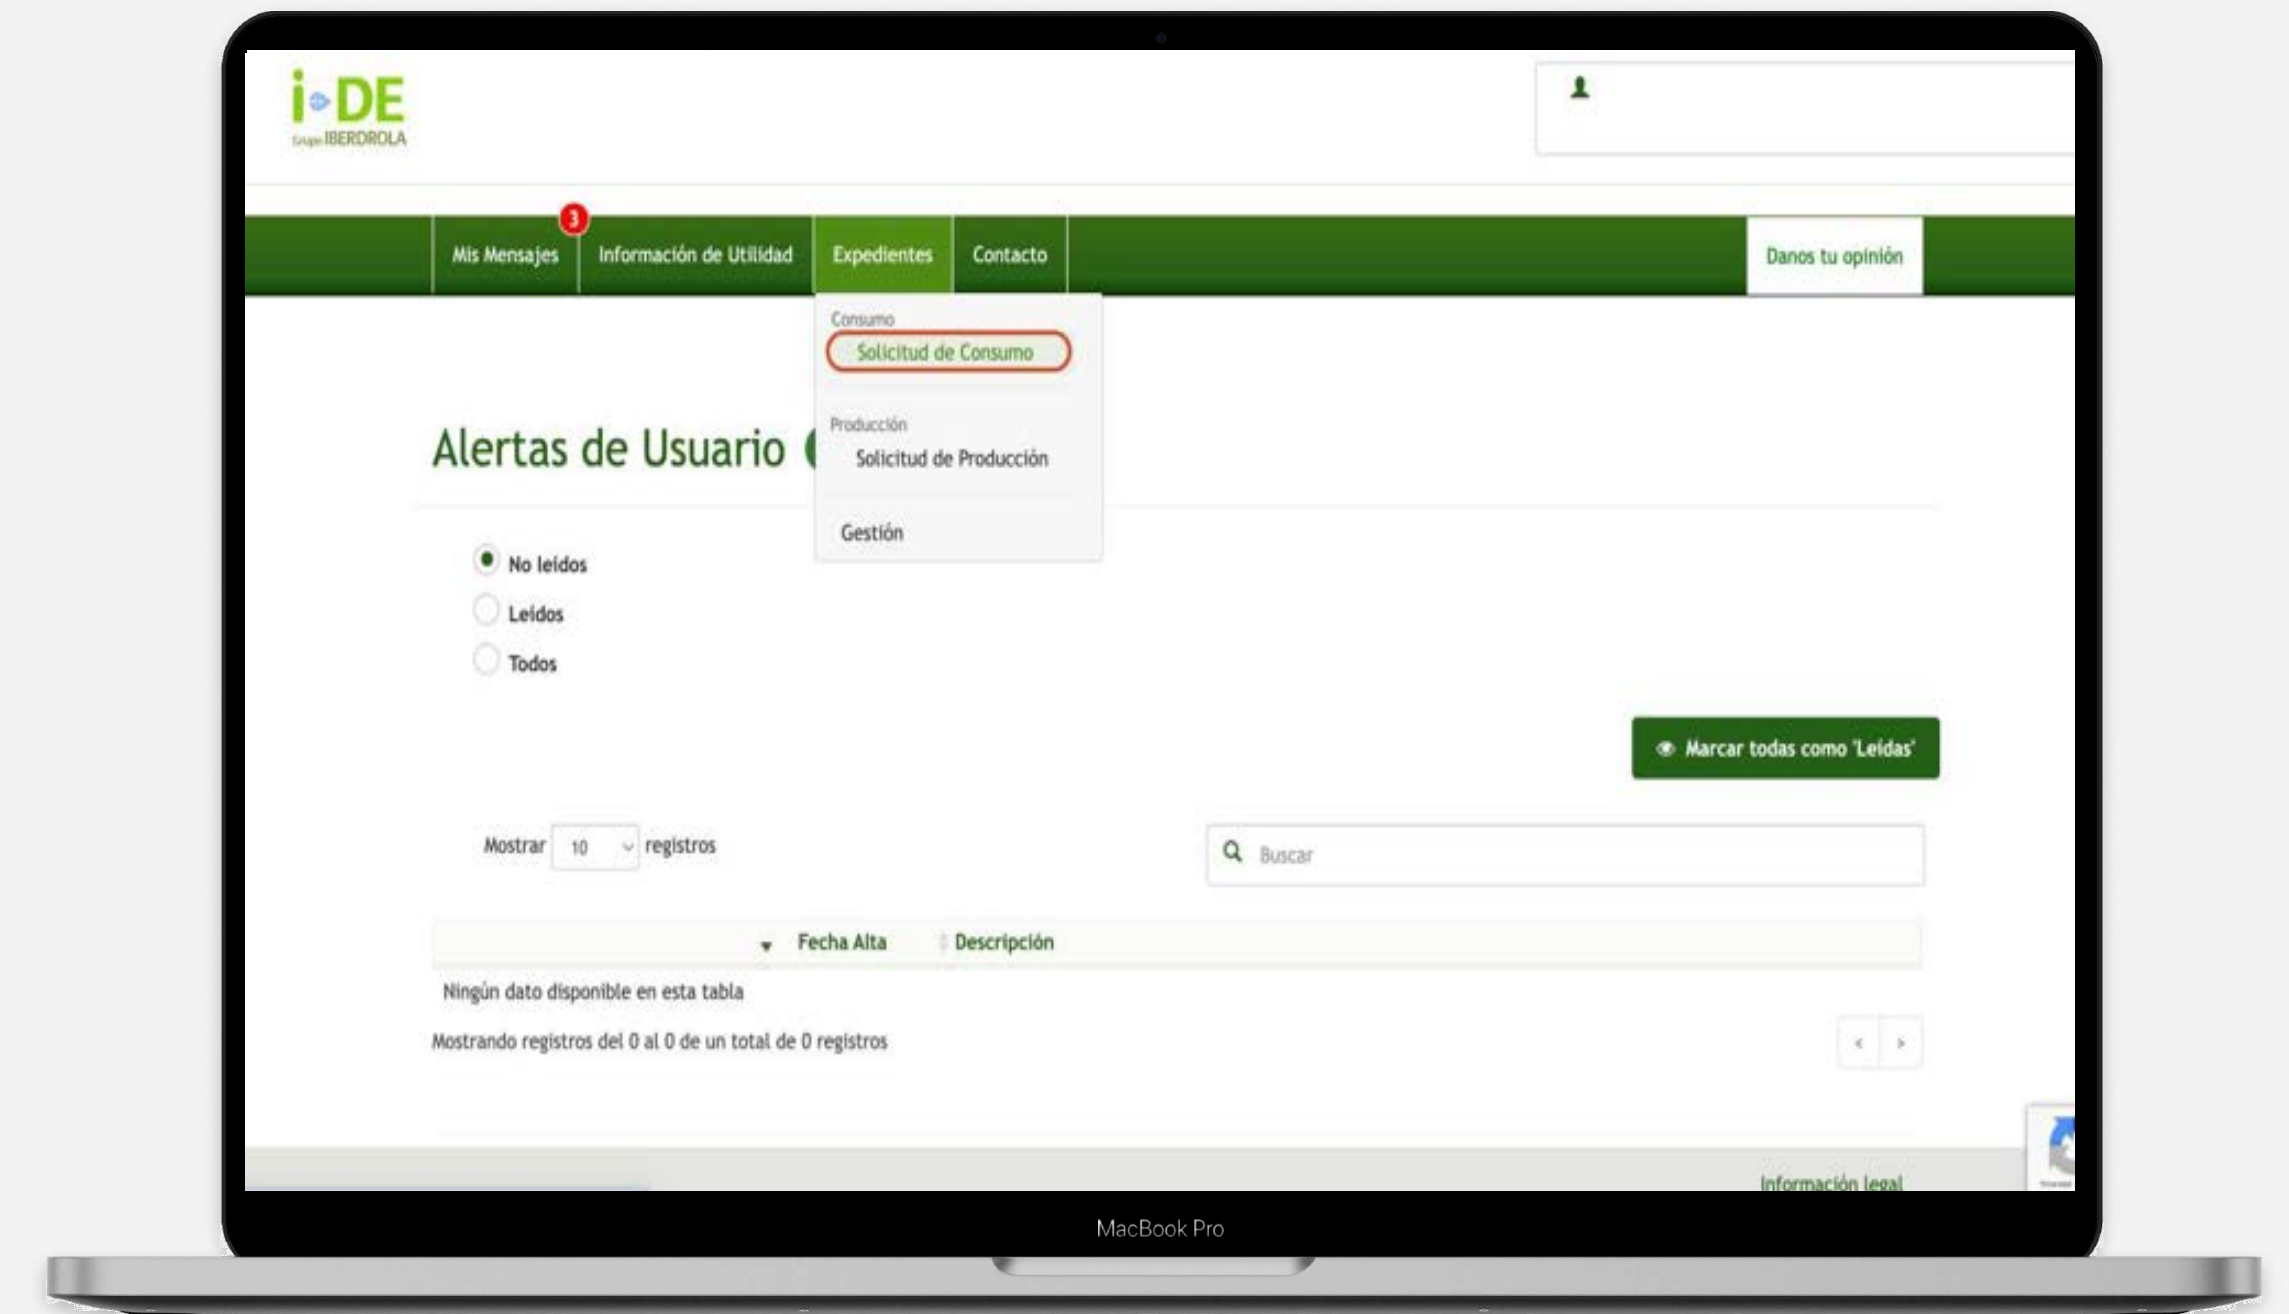 i DE
Grupo IBERDROLA
3
Mis Mensajes
Información de Utilidad
Expedientes
Contacto
Danos tu opinión
Consumo
Solicitud de Consumo
Producción
Solicitud de Producción
Gestión
Alertas de Usuario
No leídos
Leídos
Todos
Marcar todas como 'Leídas'
Mostrar 10 registros
Buscar
Fecha Alta Descripción
Ningún dato disponible en esta tabla
Mostrando registros del 0 al 0 de un total de 0 registros
< >
Información legal
MacBook Pro